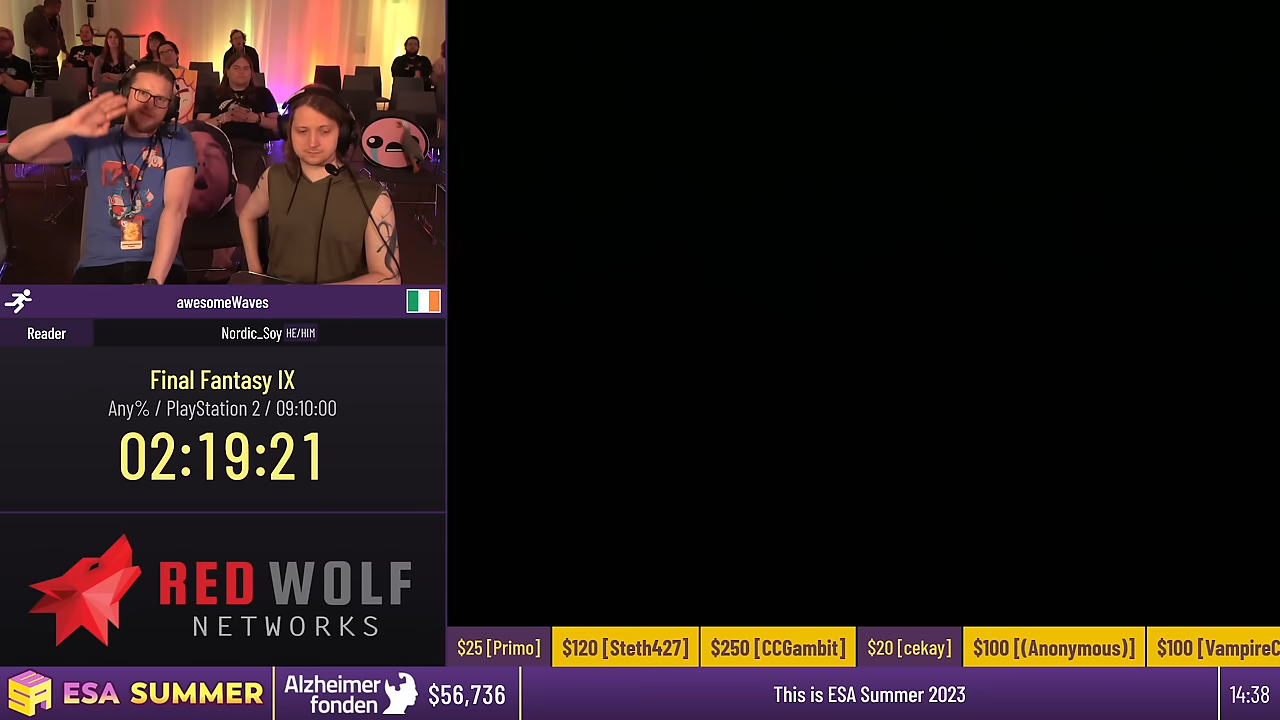 awesomeWaves
Reader
Nordic_Soy HE/HIM
Final Fantasy IX
Any% / PlayStation 2 / 09:10:00
02:19:21
RED WOLF
NETWORKS
$25 [Primo]
$120 [Steth427]
$250 [CCGambit]
$20 [cekay]
$100 [(Anonymous)]
$100 [VampireC
ESA SUMMER
Alzheimer
fonden
$56,736
This is ESA Summer 2023
14:38